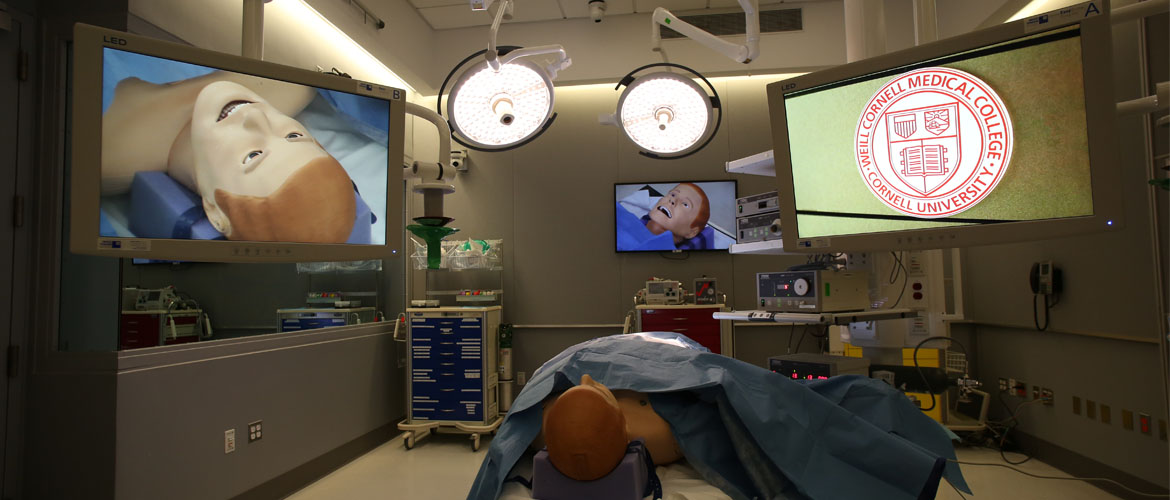 LED
B
LED
A
WEILL CORNELL MEDICAL COLLEGE
• CORNELL UNIVERSITY •